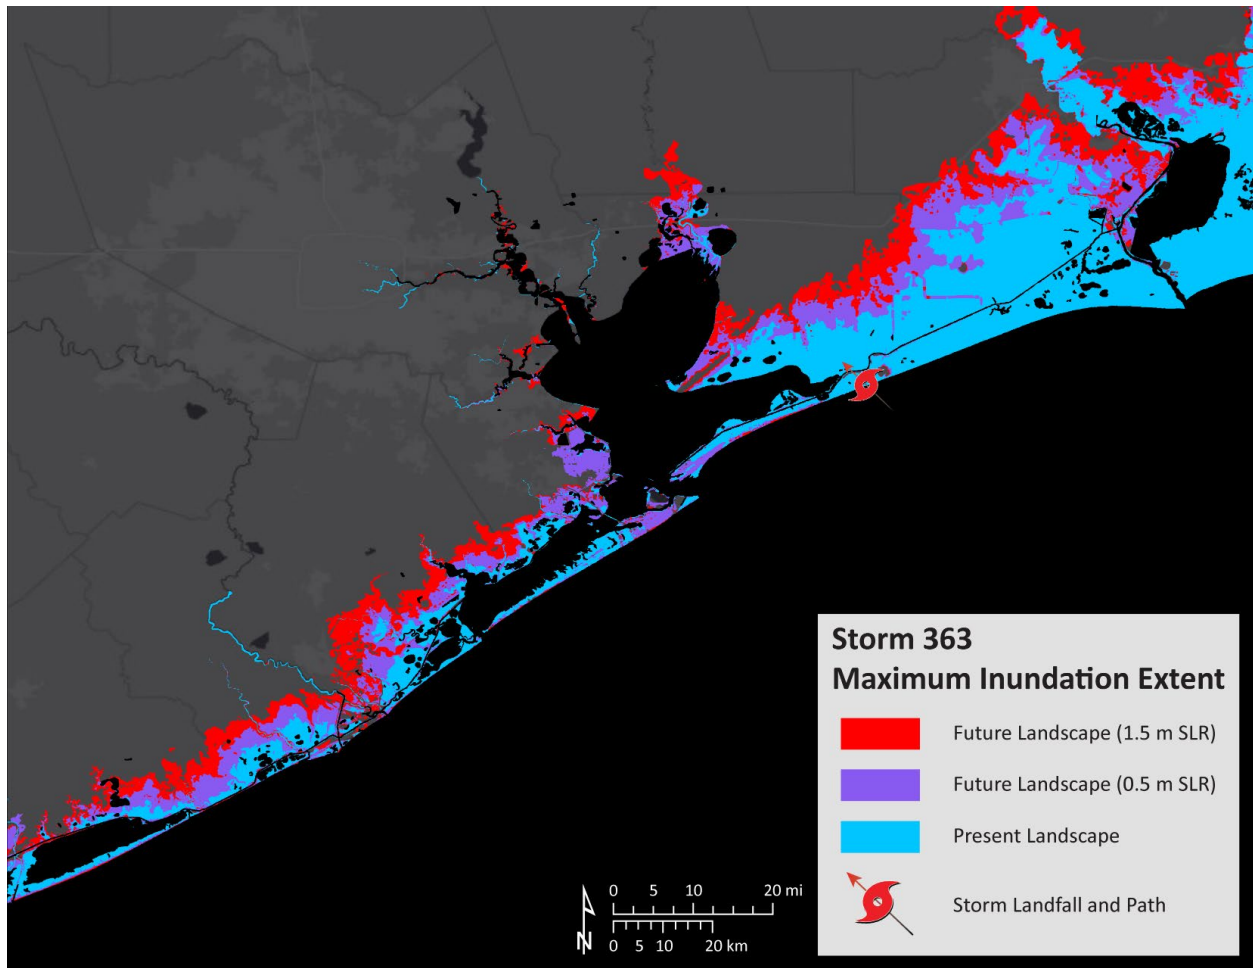 Storm 363
Maximum Inundation Extent
Future Landscape (1.5 m SLR)
Future Landscape (0.5 m SLR)
Present Landscape
Storm Landfall and Path
0 5 10 20 mi
0 5 10 20 km
N